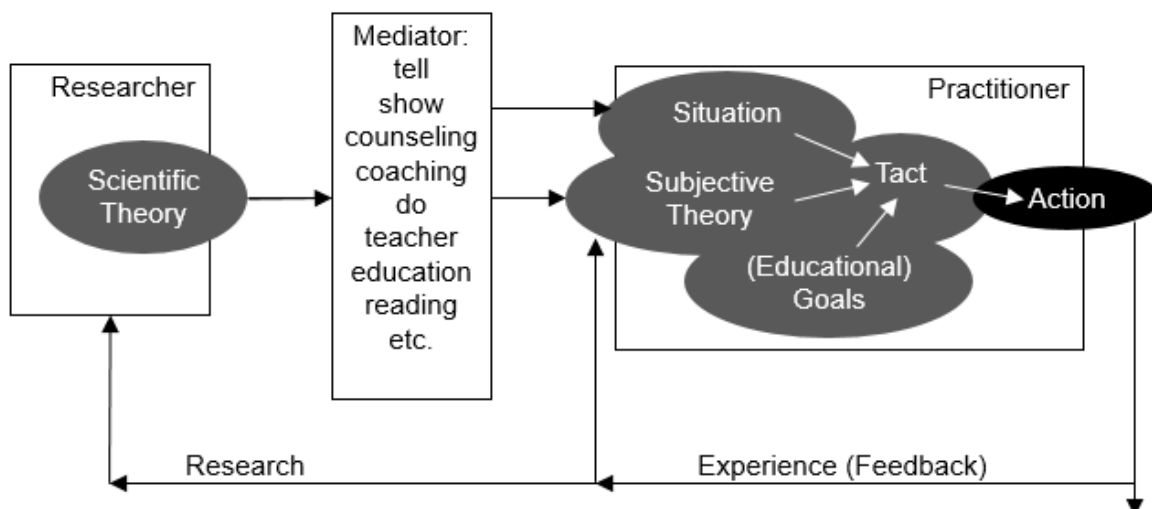 Researcher
Scientific
Theory
Mediator:
tell
show
counseling
coaching
do
teacher
education
reading
etc.
Practitioner
Situation
Subjective
Theory
Tact
(Educational)
Goals
Action
Research
Experience (Feedback)